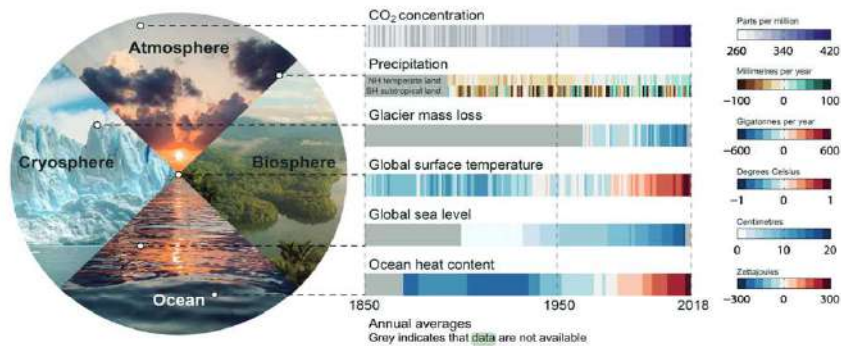 Atmosphere
Cryosphere
Biosphere
Ocean
CO₂ concentration
Precipitation
NH temperate land
SH subtropical land
Glacier mass loss
Global surface temperature
Global sea level
Ocean heat content
1850 1950 2018
Annual averages
Grey indicates that data are not available
Parts per million
260 340 420
Millimetres per year
−100 0 100
Gigatonnes per year
−600 0 600
Degrees Celsius
−1 0 1
Centimetres
0 10 20
Zettajoules
−300 0 300